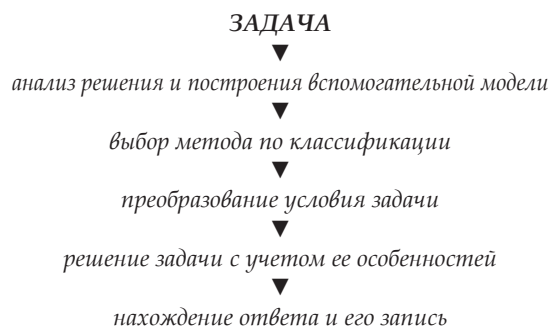 ЗАДАЧА
анализ решения и построения вспомогательной модели
выбор метода по классификации
преобразование условия задачи
решение задачи с учетом ее особенностей
нахождение ответа и его запись